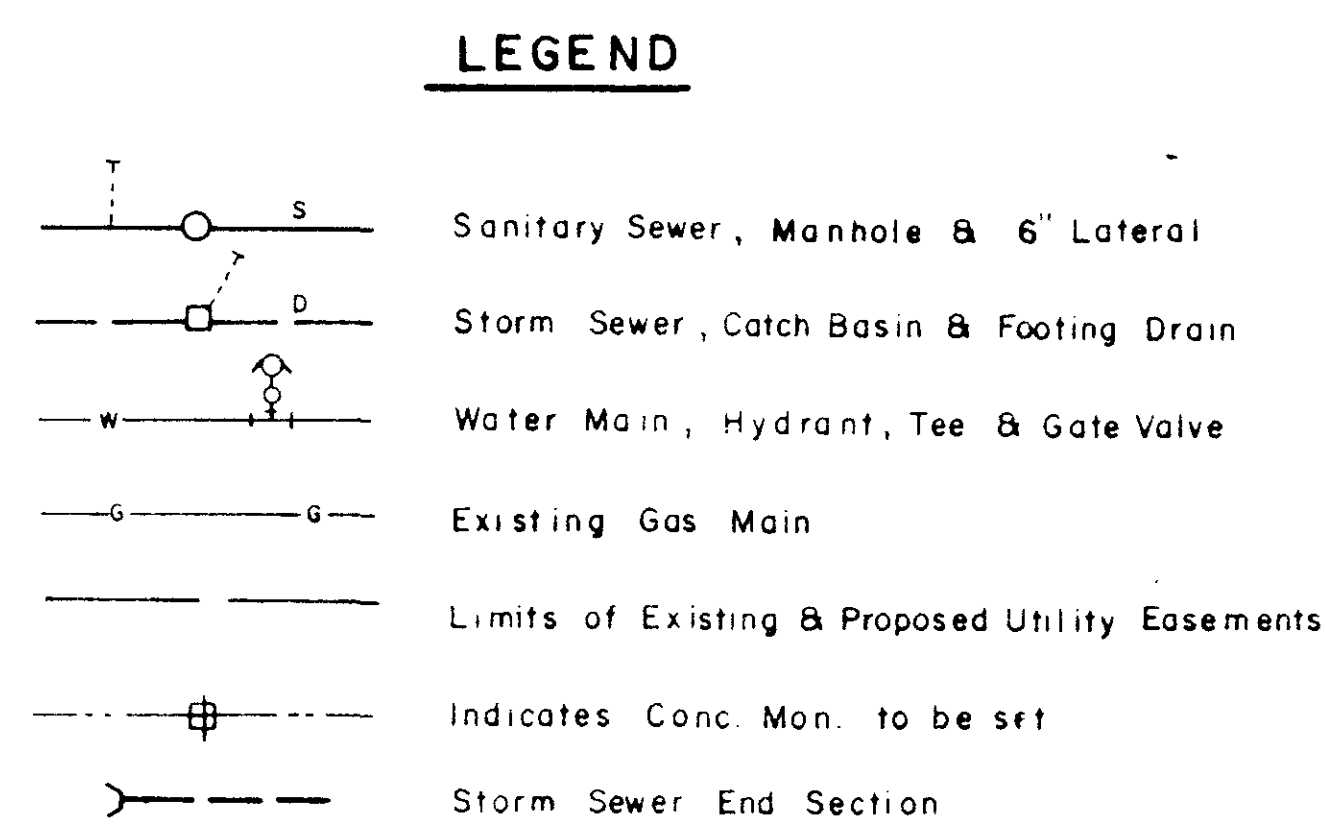 LEGEND
T
S
Sanitary Sewer, Manhole & 6" Lateral
T
D
Storm Sewer, Catch Basin & Footing Drain
W
Water Main, Hydrant, Tee & Gate Valve
G G
Existing Gas Main
Limits of Existing & Proposed Utility Easements
Indicates Conc. Mon. to be set
Storm Sewer End Section